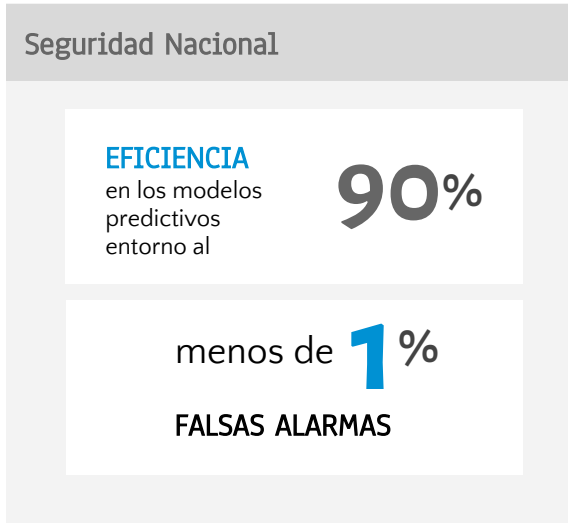 Seguridad Nacional
EFICIENCIA
en los modelos
predictivos
entorno al
90%
menos de 1%
FALSAS ALARMAS